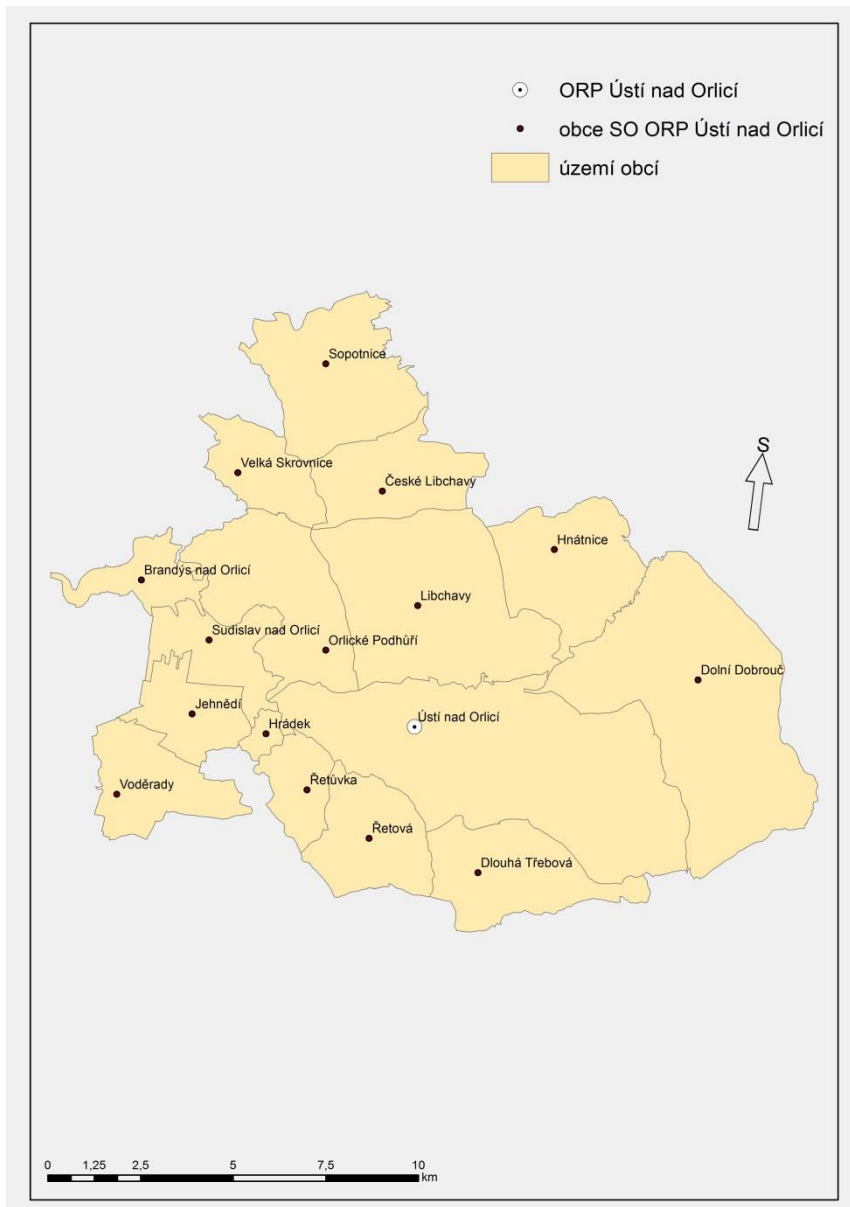 ORP Ústí nad Orlicí
obce SO ORP Ústí nad Orlicí
území obcí
Sopotnice
S
Velká Skrovnice
České Libchavy
Hnátnice
Brandýs nad Orlicí
Libchavy
Sudislav nad Orlicí
Orlické Podhůří
Dolní Dobrouč
Jehnědí
Ústí nad Orlicí
Hrádek
Voděrady
Řetůvka
Řetová
Dlouhá Třebová
0 1,25 2,5 5 7,5 10
km